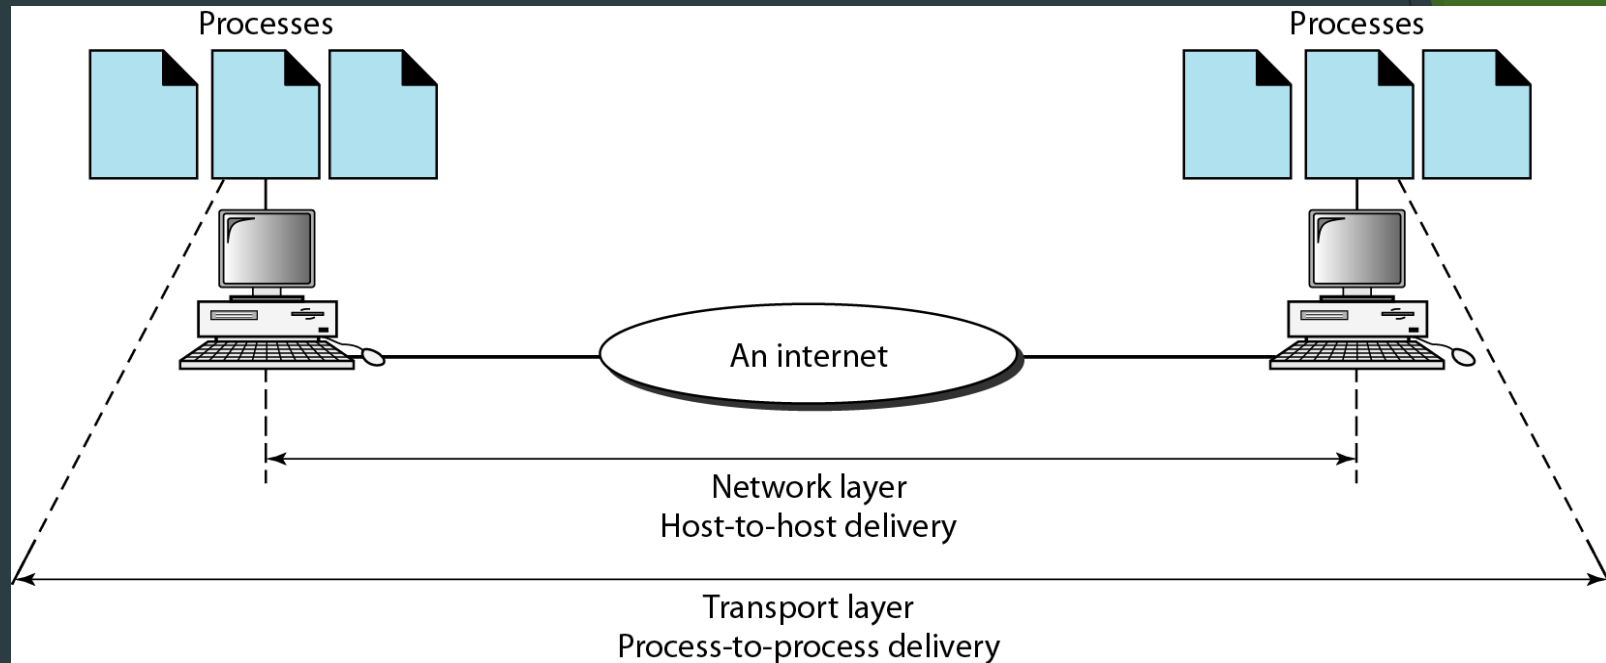 Processes
Processes
An internet
Network layer
Host-to-host delivery
Transport layer
Process-to-process delivery